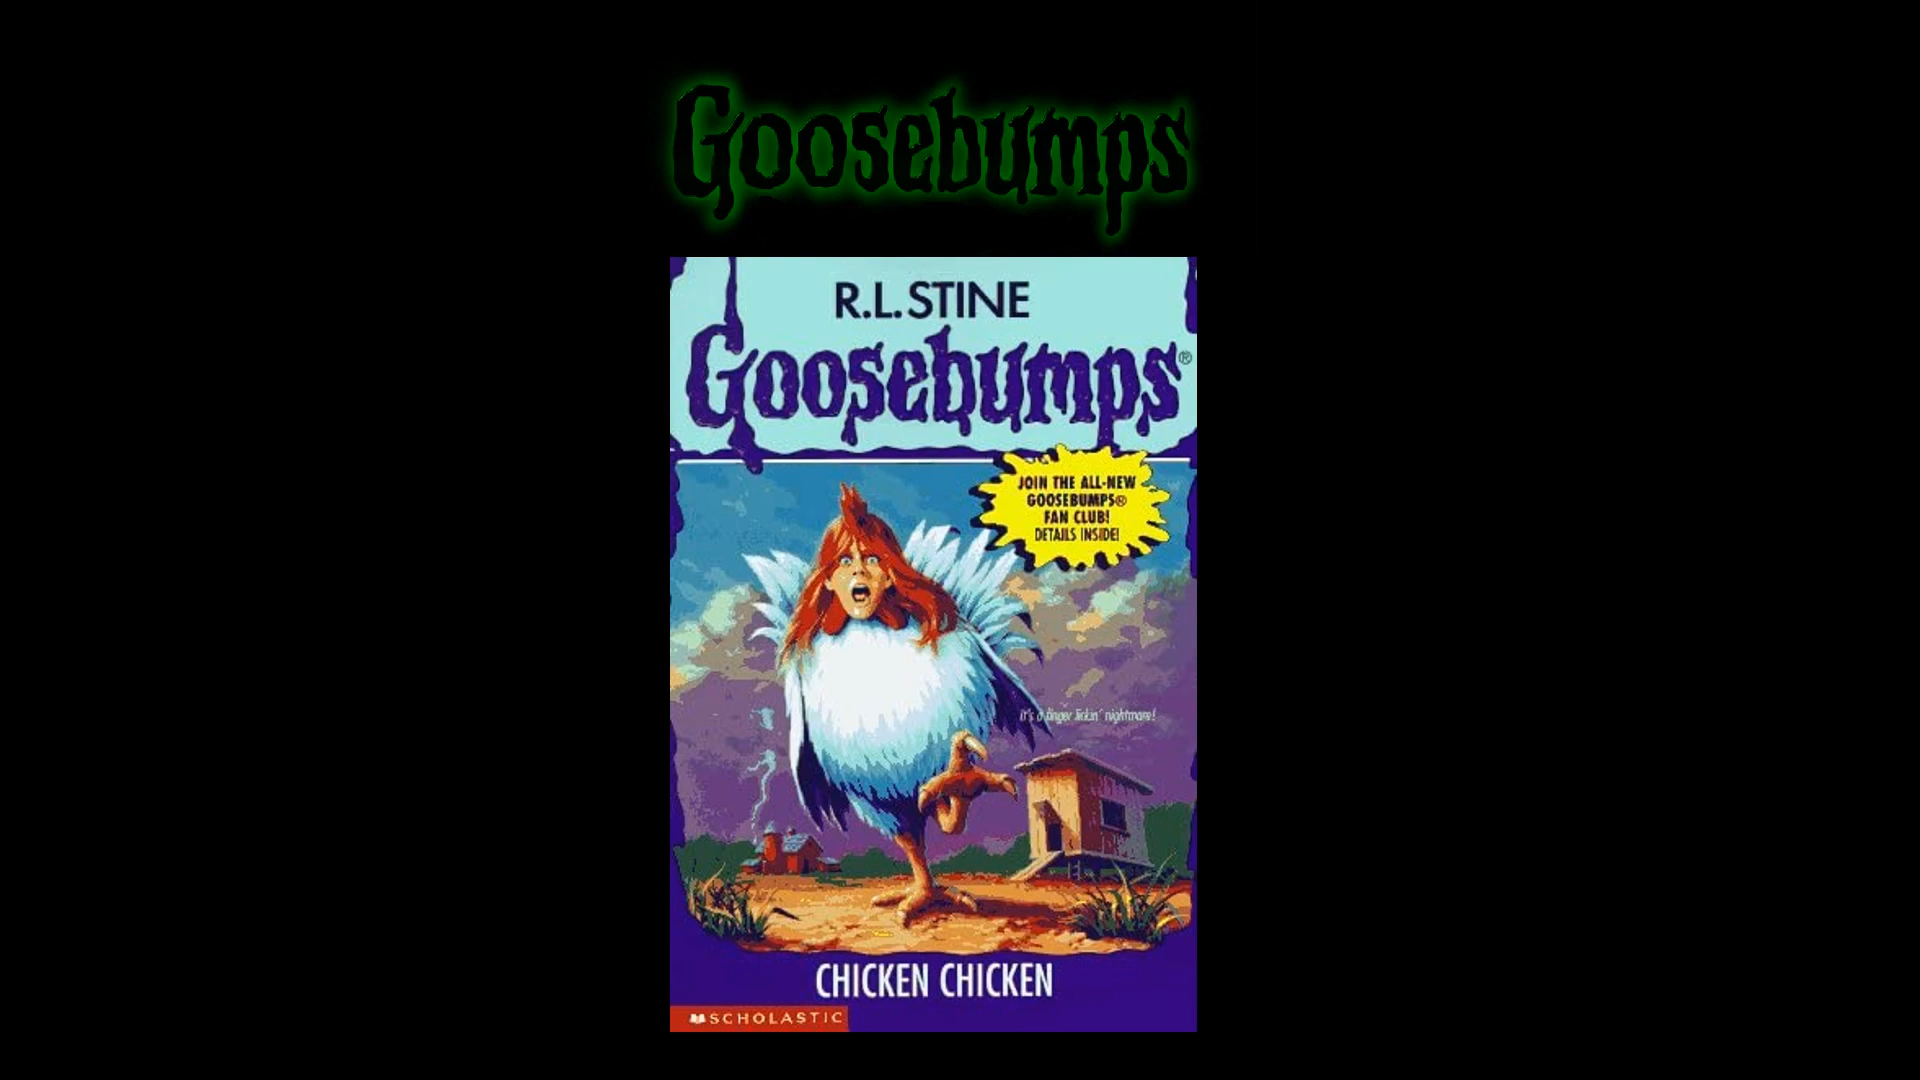 Goosebumps
R.L. STINE
Goosebumps®
JOIN THE ALL-NEW
GOOSEBUMPS®
FAN CLUB!
DETAILS INSIDE!
It's a finger lickin' nightmare!
CHICKEN CHICKEN
SCHOLASTIC